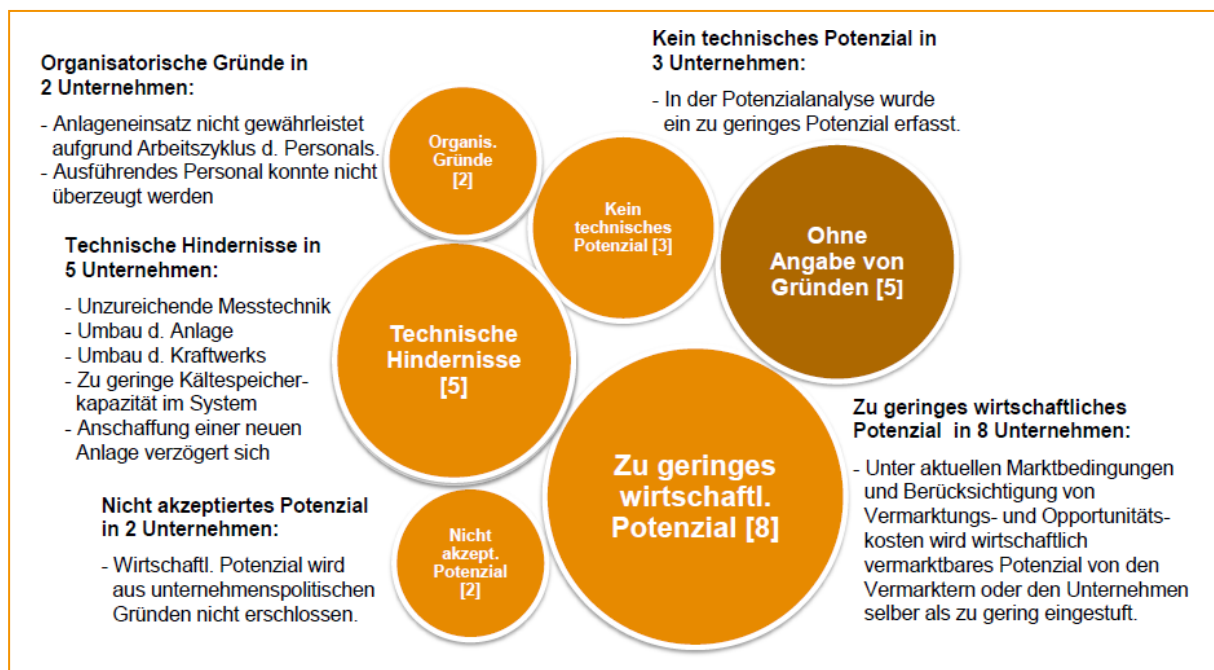 Organisatorische Gründe in
2 Unternehmen:
- Anlageneinsatz nicht gewährleistet
aufgrund Arbeitszyklus d. Personals.
- Ausführendes Personal konnte nicht
überzeugt werden
Technische Hindernisse in
5 Unternehmen:
- Unzureichende Messtechnik
- Umbau d. Anlage
- Umbau d. Kraftwerks
- Zu geringe Kältespeicher-
kapazität im System
- Anschaffung einer neuen
Anlage verzögert sich
Nicht akzeptiertes Potenzial
in 2 Unternehmen:
- Wirtschaftl. Potenzial wird
aus unternehmenspolitischen
Gründen nicht erschlossen.
Organis.
Gründe
[2]
Kein
technisches
Potenzial [3]
Ohne
Angabe von
Gründen [5]
Technische
Hindernisse
[5]
Zu geringes
wirtschaftl.
Potenzial [8]
Nicht
akzept.
Potenzial
[2]
Kein technisches Potenzial in
3 Unternehmen:
- In der Potenzialanalyse wurde
ein zu geringes Potenzial erfasst.
Zu geringes wirtschaftliches
Potenzial in 8 Unternehmen:
- Unter aktuellen Marktbedingungen
und Berücksichtigung von
Vermarktungs- und Opportunitäts-
kosten wird wirtschaftlich
vermarktbares Potenzial von den
Vermarktern oder den Unternehmen
selber als zu gering eingestuft.